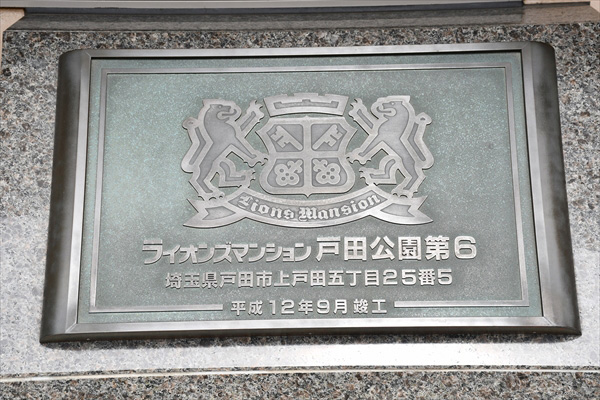 Lions Mansion
ライオンズマンション戸田公園第6
埼玉県戸田市上戸田五丁目25番5
平成12年9月竣工